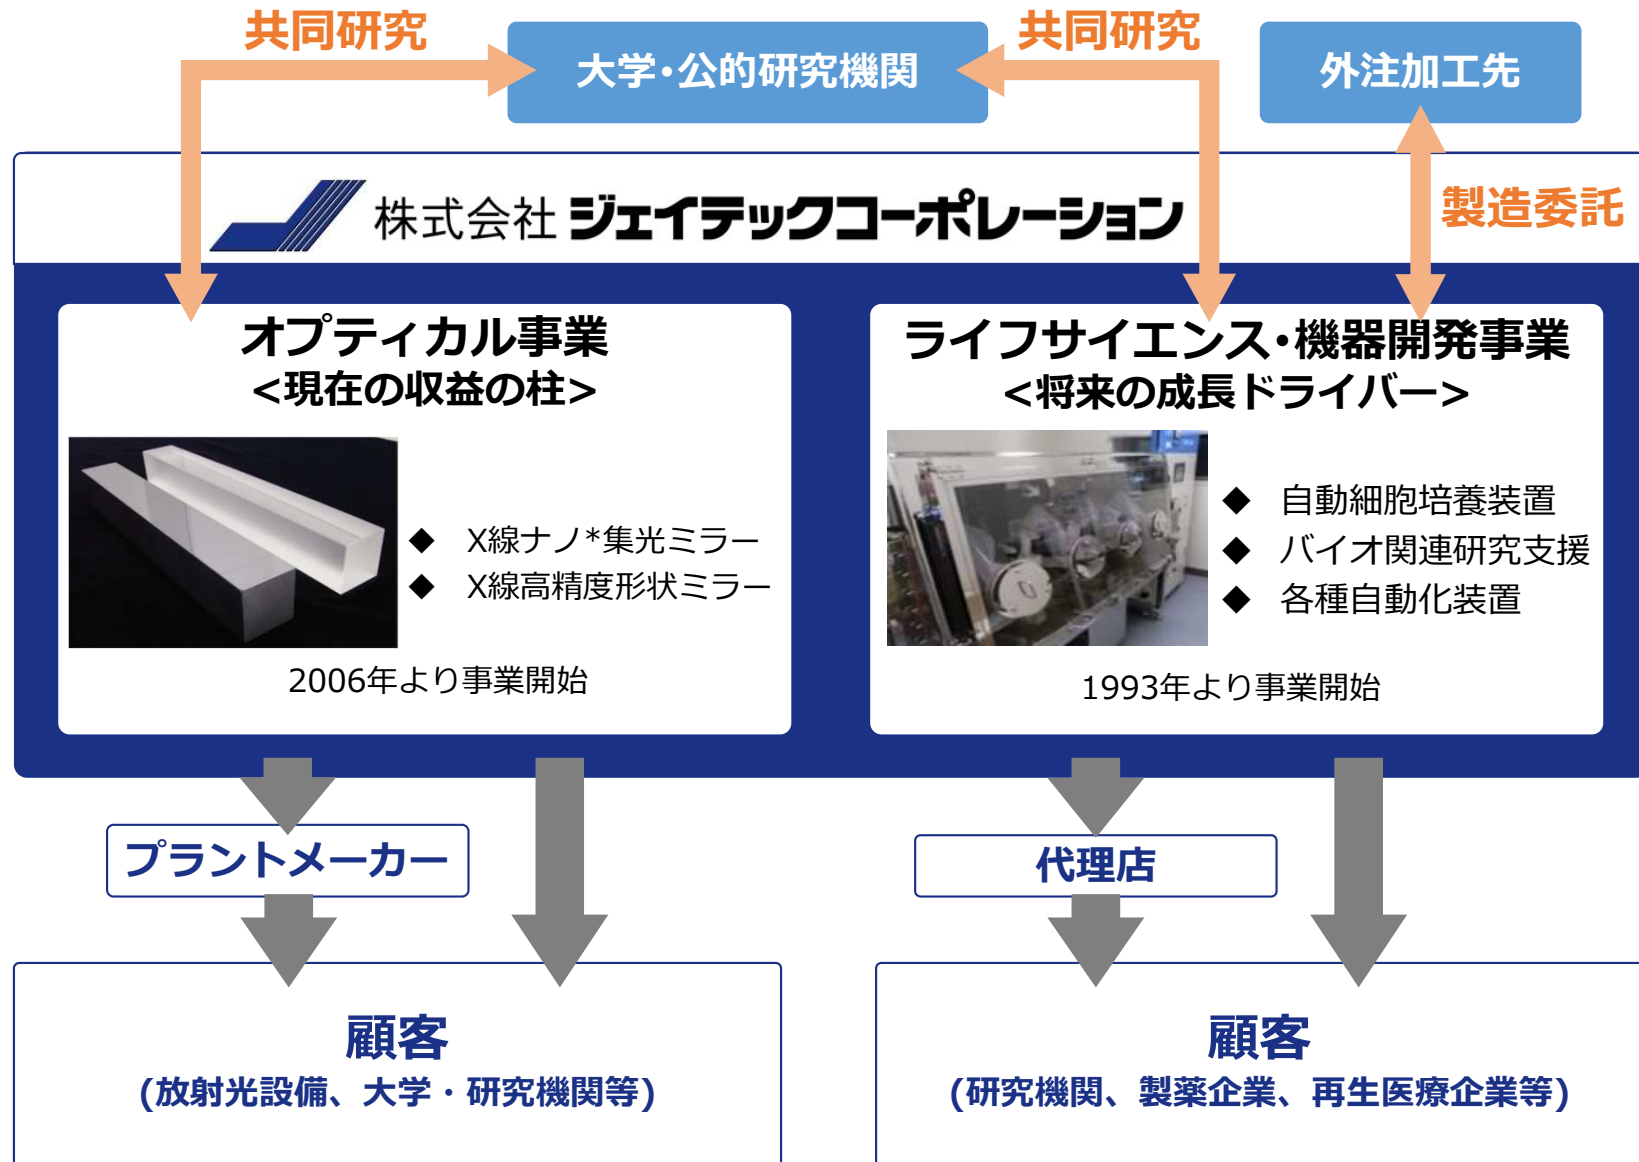 共同研究
共同研究
大学・公的研究機関
外注加工先
株式会社 ジェイテックコーポレーション
製造委託
オプティカル事業
<現在の収益の柱>
◆ X線ナノ*集光ミラー
◆ X線高精度形状ミラー
2006年より事業開始
ライフサイエンス・機器開発事業
<将来の成長ドライバー>
◆ 自動細胞培養装置
◆ バイオ関連研究支援
◆ 各種自動化装置
1993年より事業開始
プラントメーカー
代理店
顧客
(放射光設備、大学・研究機関等)
顧客
(研究機関、製薬企業、再生医療企業等)